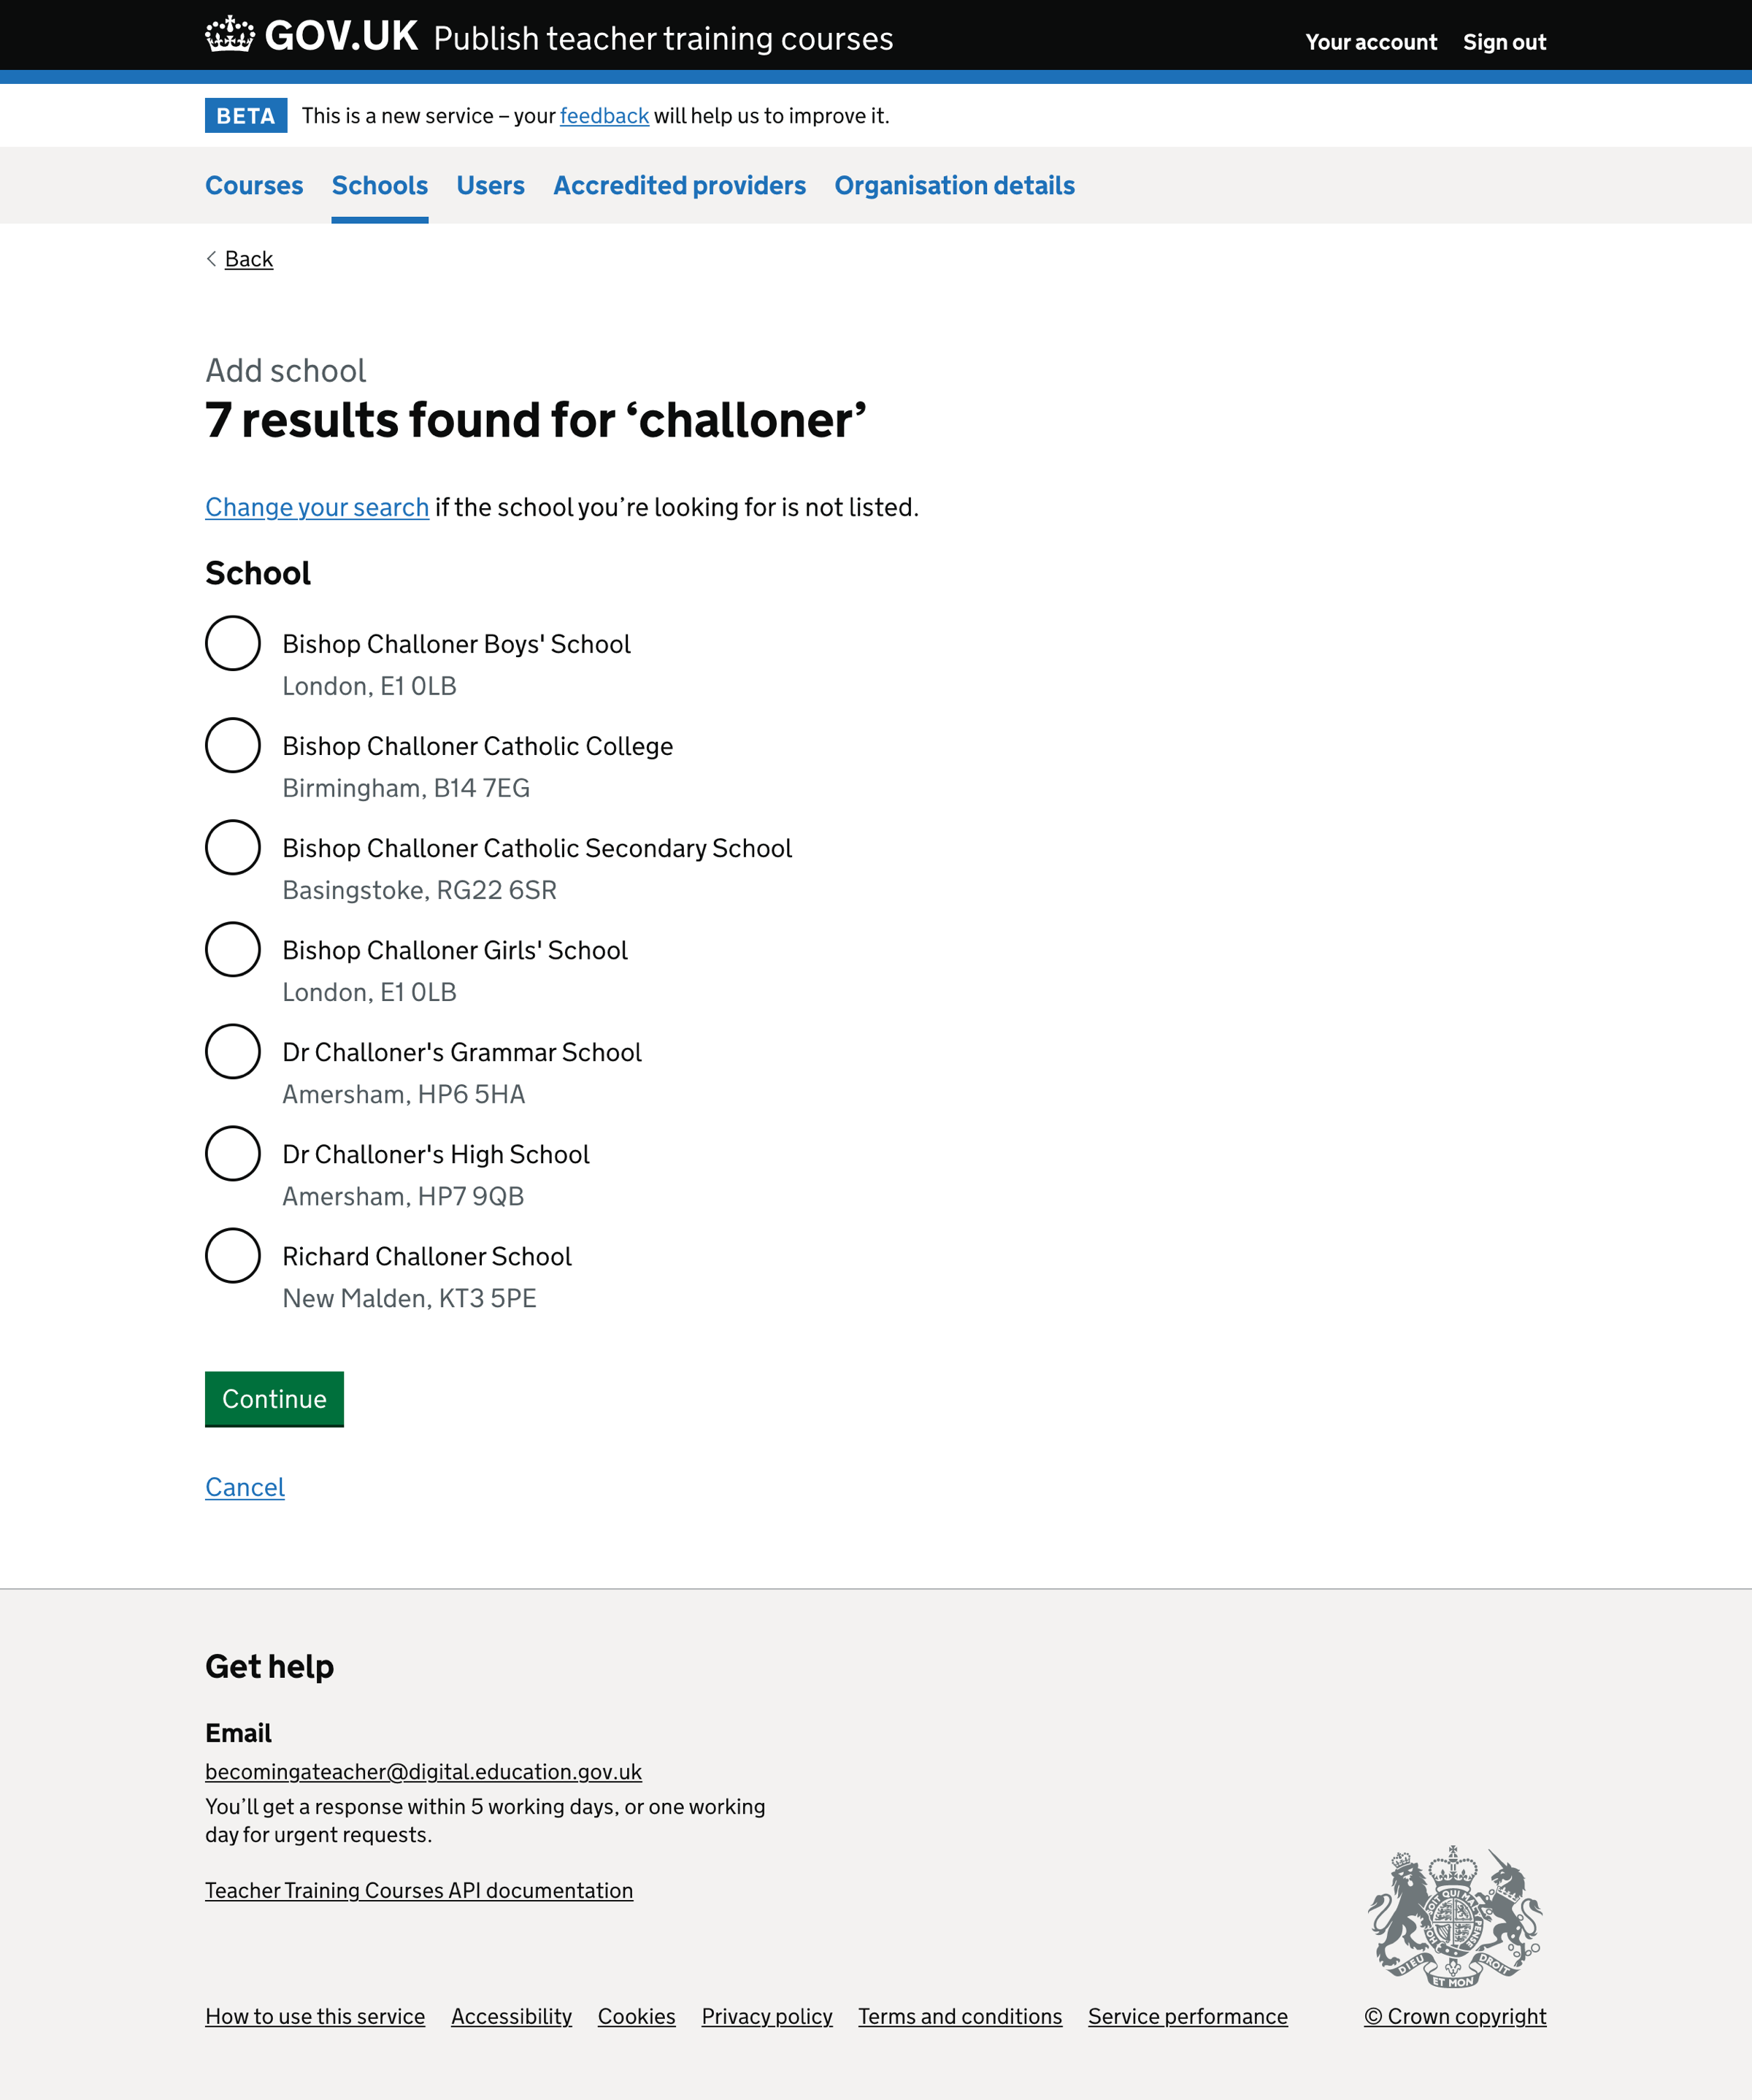 GOV.UK Publish teacher training courses Your account Sign out
BETA This is a new service – your feedback will help us to improve it.
Courses Schools Users Accredited providers Organisation details
Back
Add school
7 results found for ‘challoner’
Change your search if the school you’re looking for is not listed.
School
Bishop Challoner Boys' School
London, E1 0LB
Bishop Challoner Catholic College
Birmingham, B14 7EG
Bishop Challoner Catholic Secondary School
Basingstoke, RG22 6SR
Bishop Challoner Girls' School
London, E1 0LB
Dr Challoner's Grammar School
Amersham, HP6 5HA
Dr Challoner's High School
Amersham, HP7 9QB
Richard Challoner School
New Malden, KT3 5PE
Continue
Cancel
Get help
Email
becomingateacher@digital.education.gov.uk
You’ll get a response within 5 working days, or one working
day for urgent requests.
Teacher Training Courses API documentation
DIEU ET MON DROIT
How to use this service Accessibility Cookies Privacy policy Terms and conditions Service performance © Crown copyright